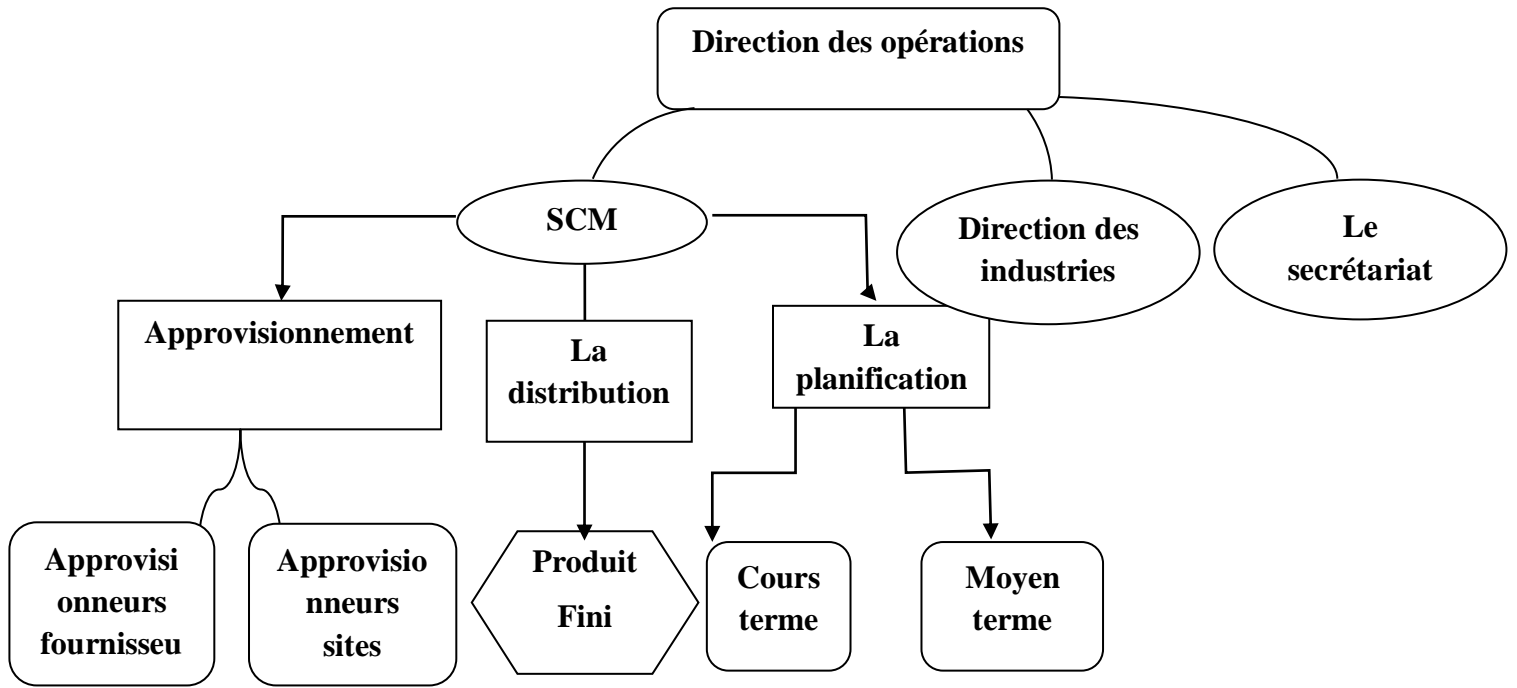 Direction des opérations
SCM
Direction des
industries
Le
secrétariat
Approvisionnement
La
distribution
La
planification
Approvisi
onneurs
fournisseu
Approvisio
nneurs
sites
Produit
Fini
Cours
terme
Moyen
terme